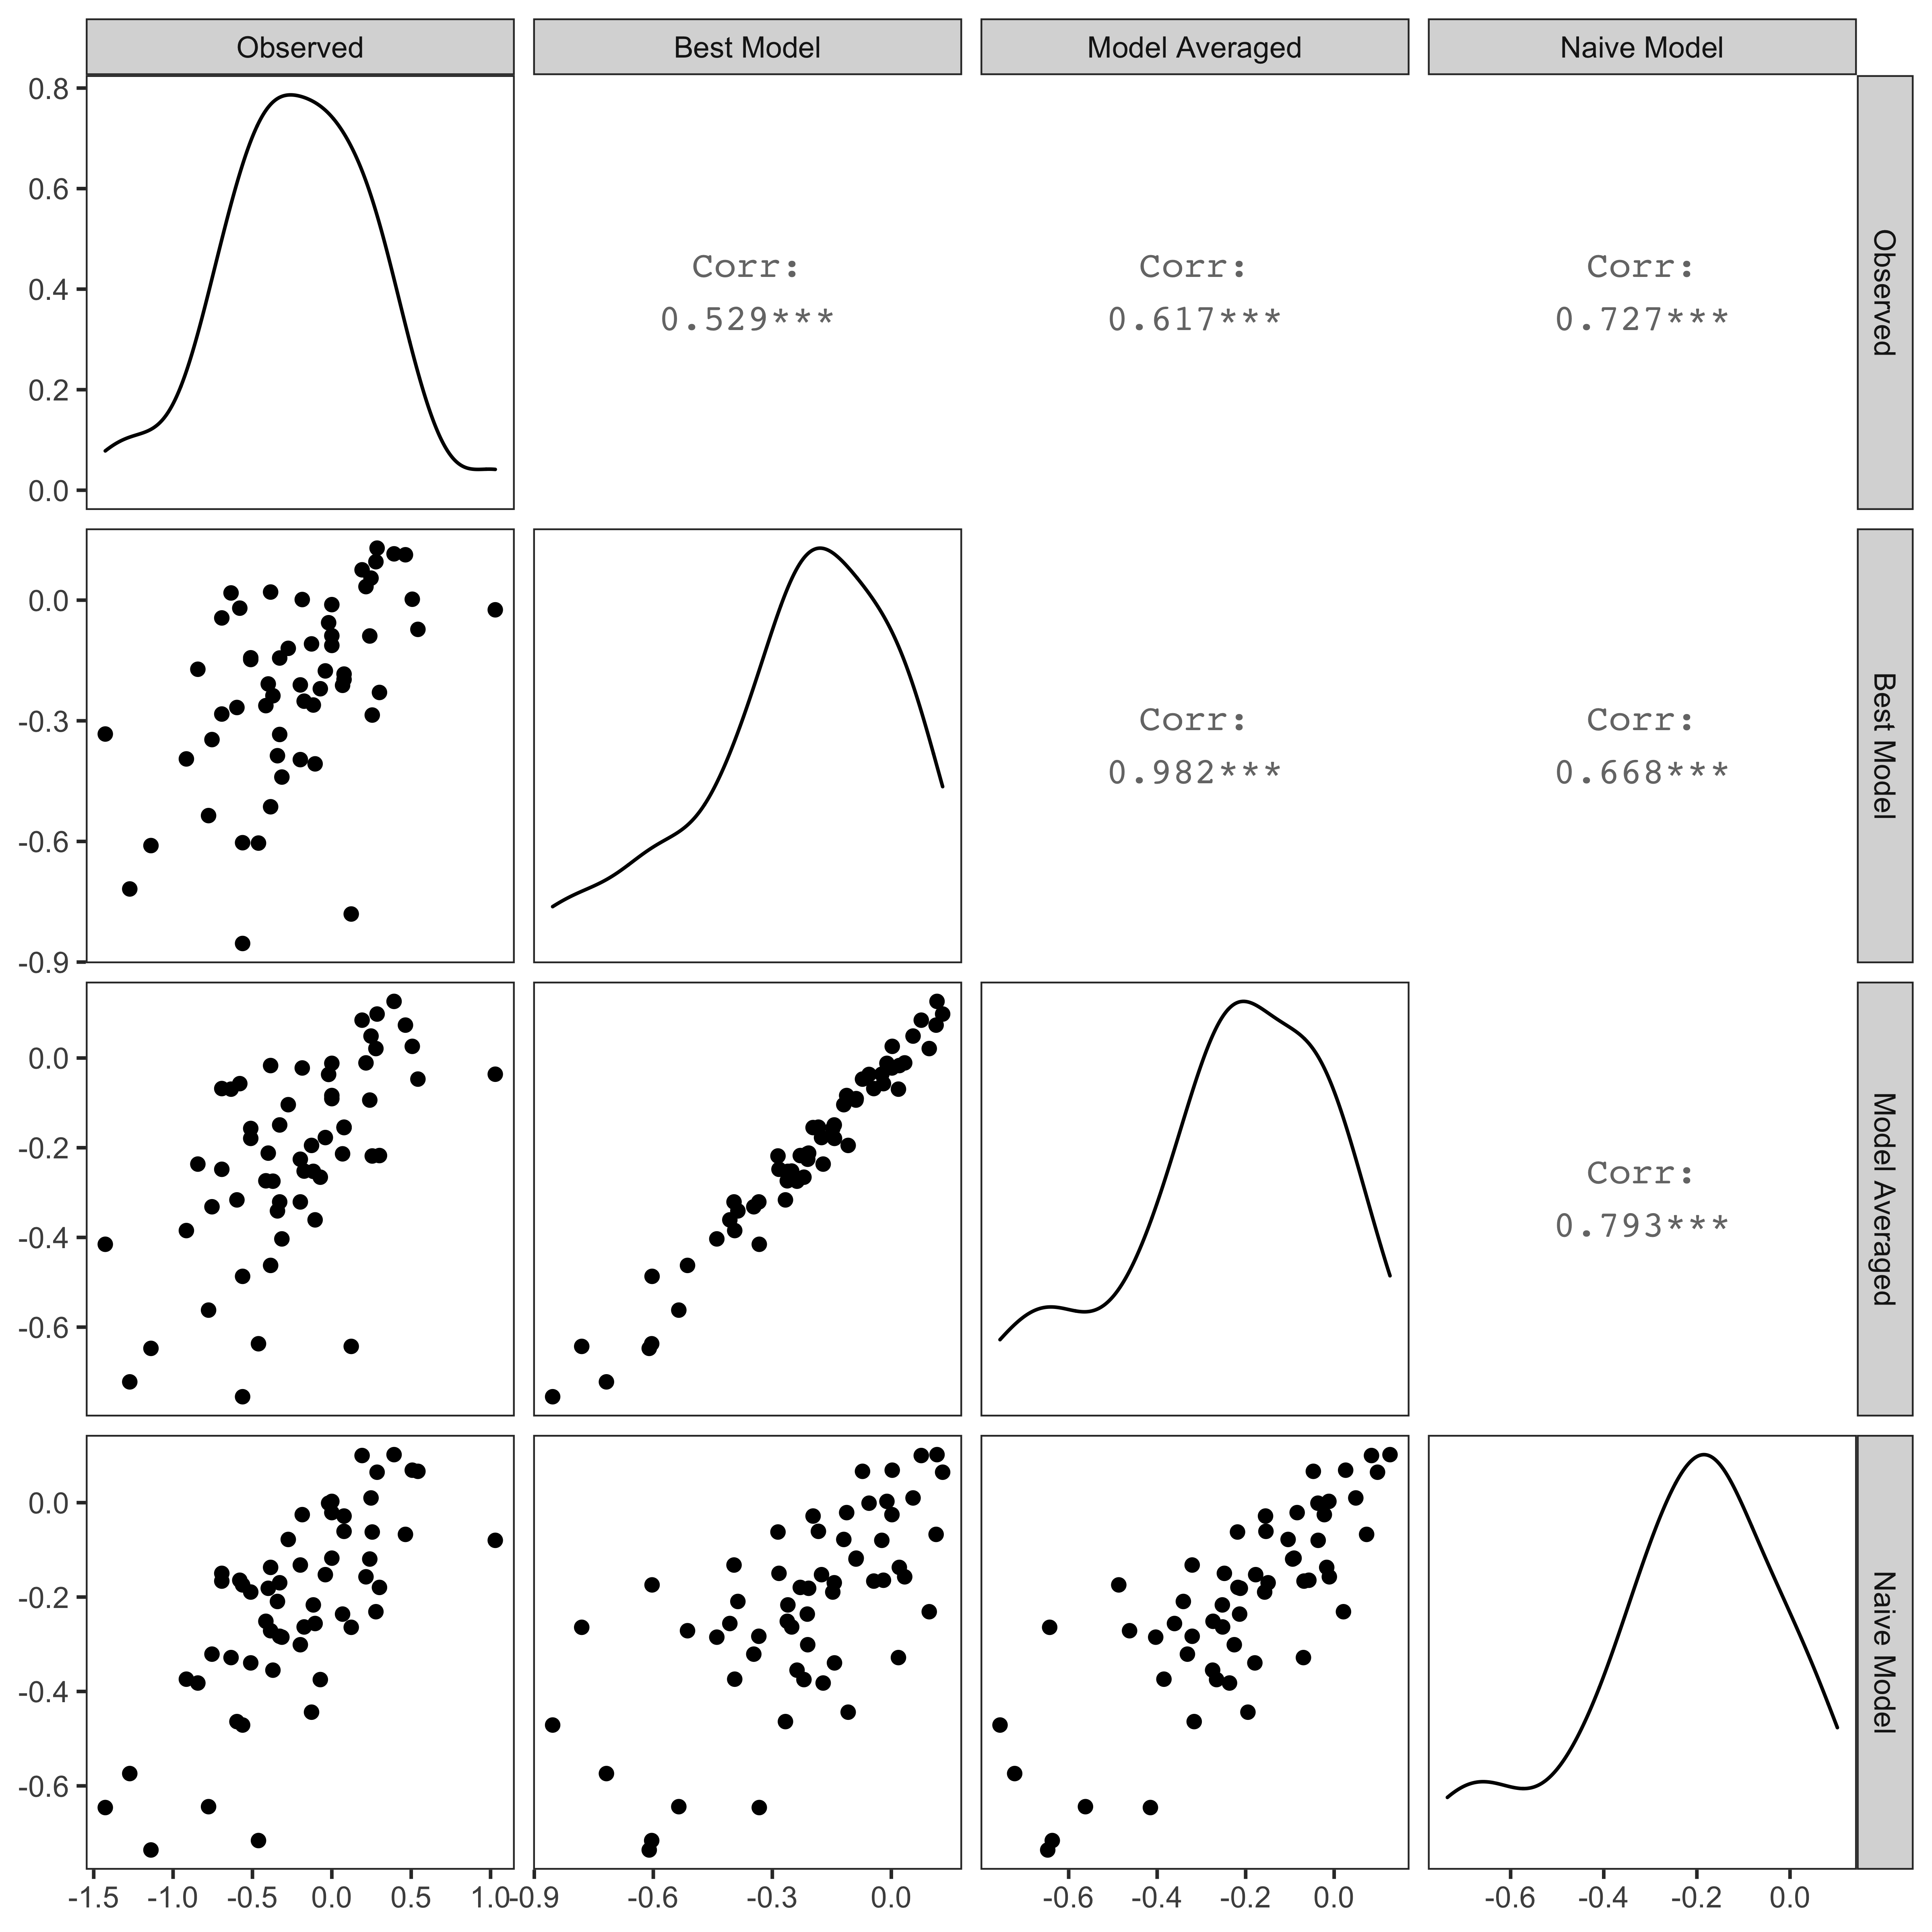 Observed
Best Model
Model Averaged
Naive Model
0.8
0.6
0.4
0.2
0.0
Corr:
0.529***
Corr:
0.617***
Corr:
0.727***
Observed
0.0
-0.3
-0.6
-0.9
Corr:
0.982***
Corr:
0.668***
Best Model
0.0
-0.2
-0.4
-0.6
Corr:
0.793***
Model Averaged
0.0
-0.2
-0.4
-0.6
Naive Model
-1.5 -1.0 -0.5 0.0 0.5 1.0
-0.9 -0.6 -0.3 0.0
-0.6 -0.4 -0.2 0.0
-0.6 -0.4 -0.2 0.0